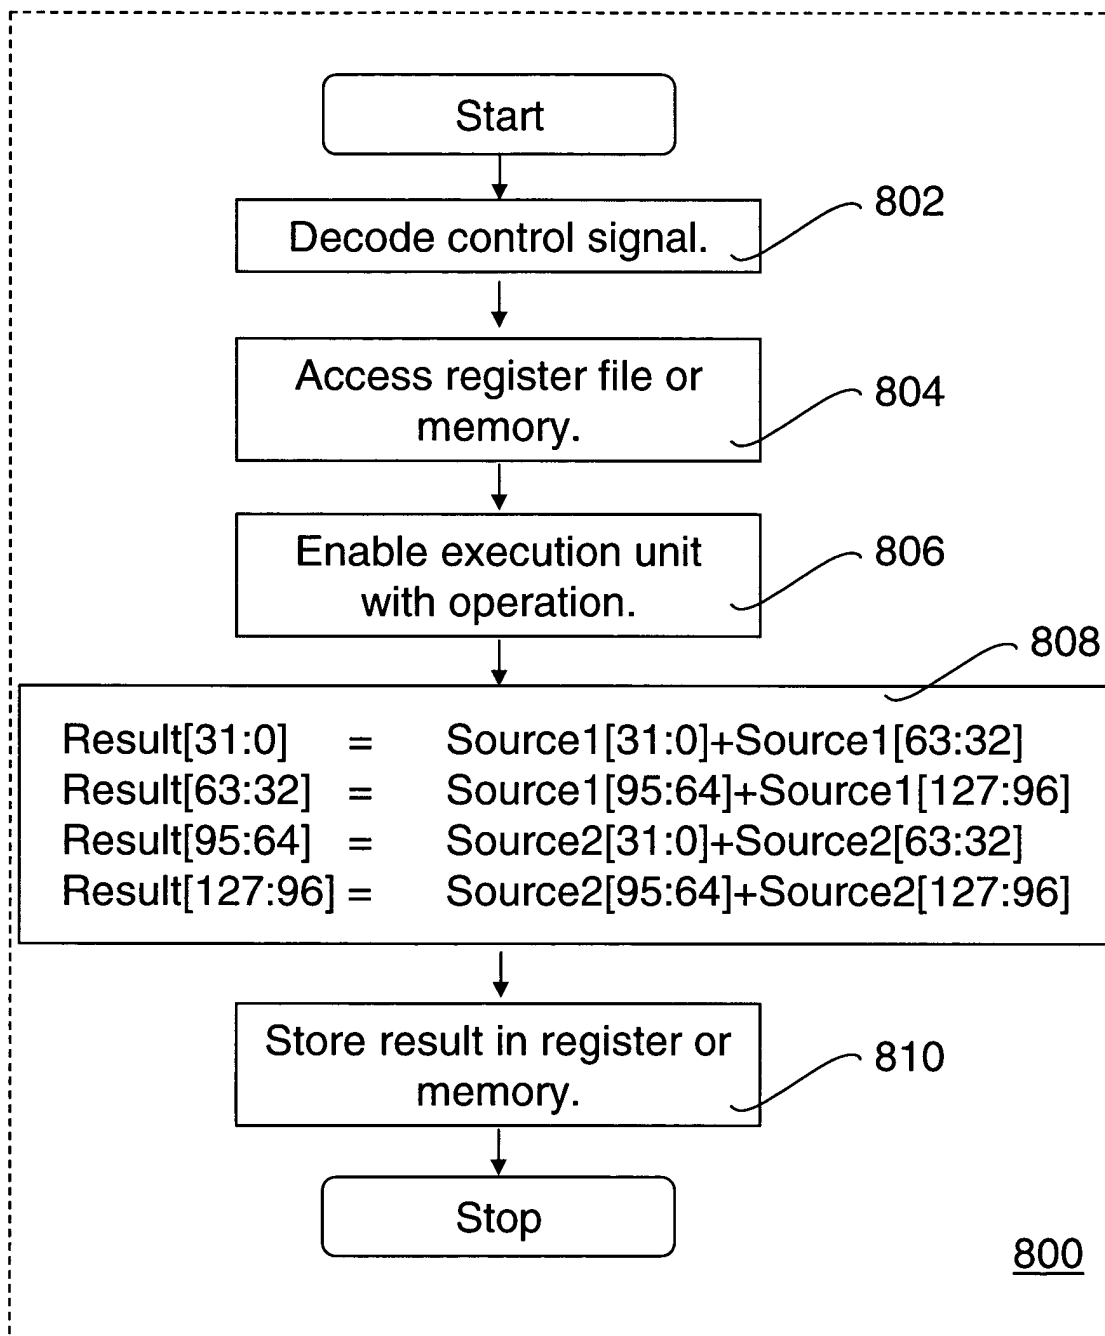 Start
802
Decode control signal.
Access register file or
804
memory.
Enable execution unit
806
with operation.
808
Result[31:0] = Source1[31:0]+Source1[63:32]
Result[63:32] = Source1[95:64]+Source1[127:96]
Result[95:64] = Source2[31:0]+Source2[63:32]
Result[127:96] = Source2[95:64]+Source2[127:96]
Store result in register or
810
memory.
Stop
800